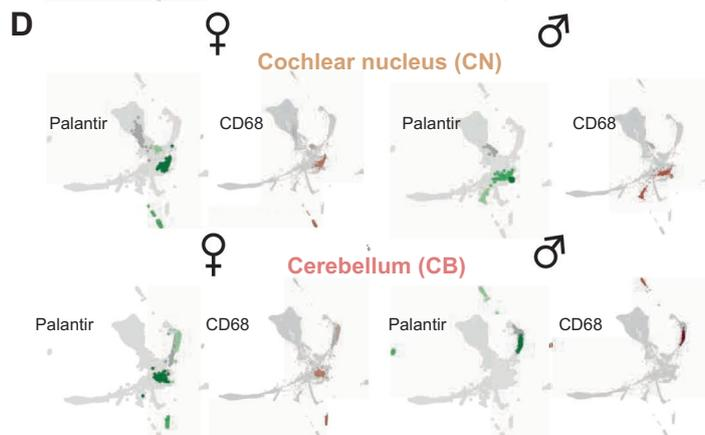 D
♀ ♂
Cochlear nucleus (CN)
Palantir CD68 Palantir CD68
♀ ♂
Cerebellum (CB)
Palantir CD68 Palantir CD68